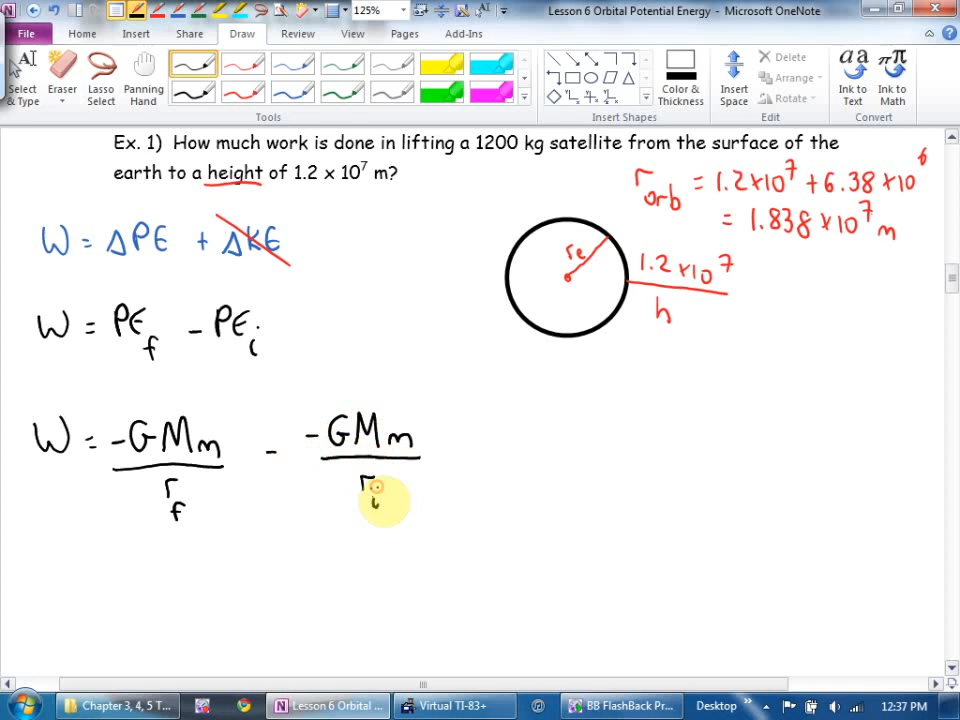 Lesson 6 Orbital Potential Energy - Microsoft OneNote
125%
File Home Insert Share Draw Review View Pages Add-Ins
Select & Type
Eraser
Lasso Select
Panning Hand
Color & Thickness
Insert Space
Delete
Arrange
Rotate
Ink to Text
Ink to Math
Tools
Insert Shapes
Edit
Convert
Ex. 1) How much work is done in lifting a 1200 kg satellite from the surface of the
earth to a height of 1.2 x 10⁷ m?
r orb = 1.2×10⁷ + 6.38×10⁶
= 1.838×10⁷ m
W = ΔPE + ΔKE
re
1.2×10⁷
h
W = PE f - PE i
W = -GMm / r f - -GMm / r i
Chapter 3, 4, 5 T... Lesson 6 Orbital ... Virtual TI-83+ BB FlashBack Pr... Desktop 12:37 PM